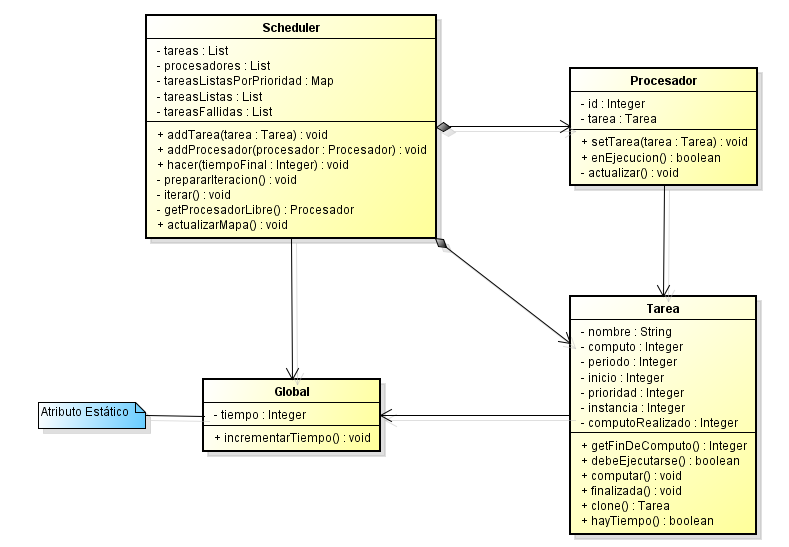 Scheduler
- tareas : List
- procesadores : List
- tareasListasPorPrioridad : Map
- tareasListas : List
- tareasFallidas : List
+ addTarea(tarea : Tarea) : void
+ addProcesador(procesador : Procesador) : void
+ hacer(tiempoFinal : Integer) : void
- prepararIteracion() : void
- iterar() : void
- getProcesadorLibre() : Procesador
+ actualizarMapa() : void
Procesador
- id : Integer
- tarea : Tarea
+ setTarea(tarea : Tarea) : void
+ enEjecucion() : boolean
- actualizar() : void
Tarea
- nombre : String
- computo : Integer
- periodo : Integer
- inicio : Integer
- prioridad : Integer
- instancia : Integer
- computoRealizado : Integer
+ getFinDeComputo() : Integer
+ debeEjecutarse() : boolean
+ computar() : void
+ finalizada() : void
+ clone() : Tarea
+ hayTiempo() : boolean
Global
- tiempo : Integer
+ incrementarTiempo() : void
Atributo Estático